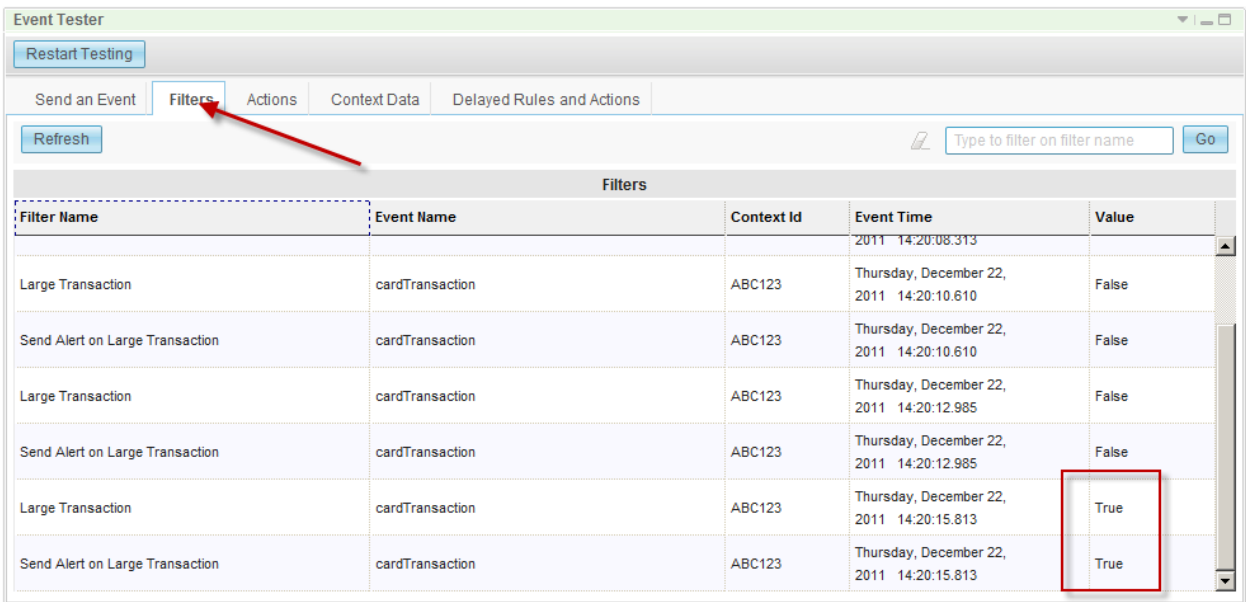 Event Tester
Restart Testing
Send an Event Filters Actions Context Data Delayed Rules and Actions
Refresh Type to filter on filter name Go
Filters
Filter Name Event Name Context Id Event Time Value
2011 14:20:08.313
Thursday, December 22,
Large Transaction cardTransaction ABC123 False
2011 14:20:10.610
Thursday, December 22,
Send Alert on Large Transaction cardTransaction ABC123 False
2011 14:20:10.610
Thursday, December 22,
Large Transaction cardTransaction ABC123 False
2011 14:20:12.985
Thursday, December 22,
Send Alert on Large Transaction cardTransaction ABC123 False
2011 14:20:12.985
Thursday, December 22,
Large Transaction cardTransaction ABC123 True
2011 14:20:15.813
Thursday, December 22,
Send Alert on Large Transaction cardTransaction ABC123 True
2011 14:20:15.813